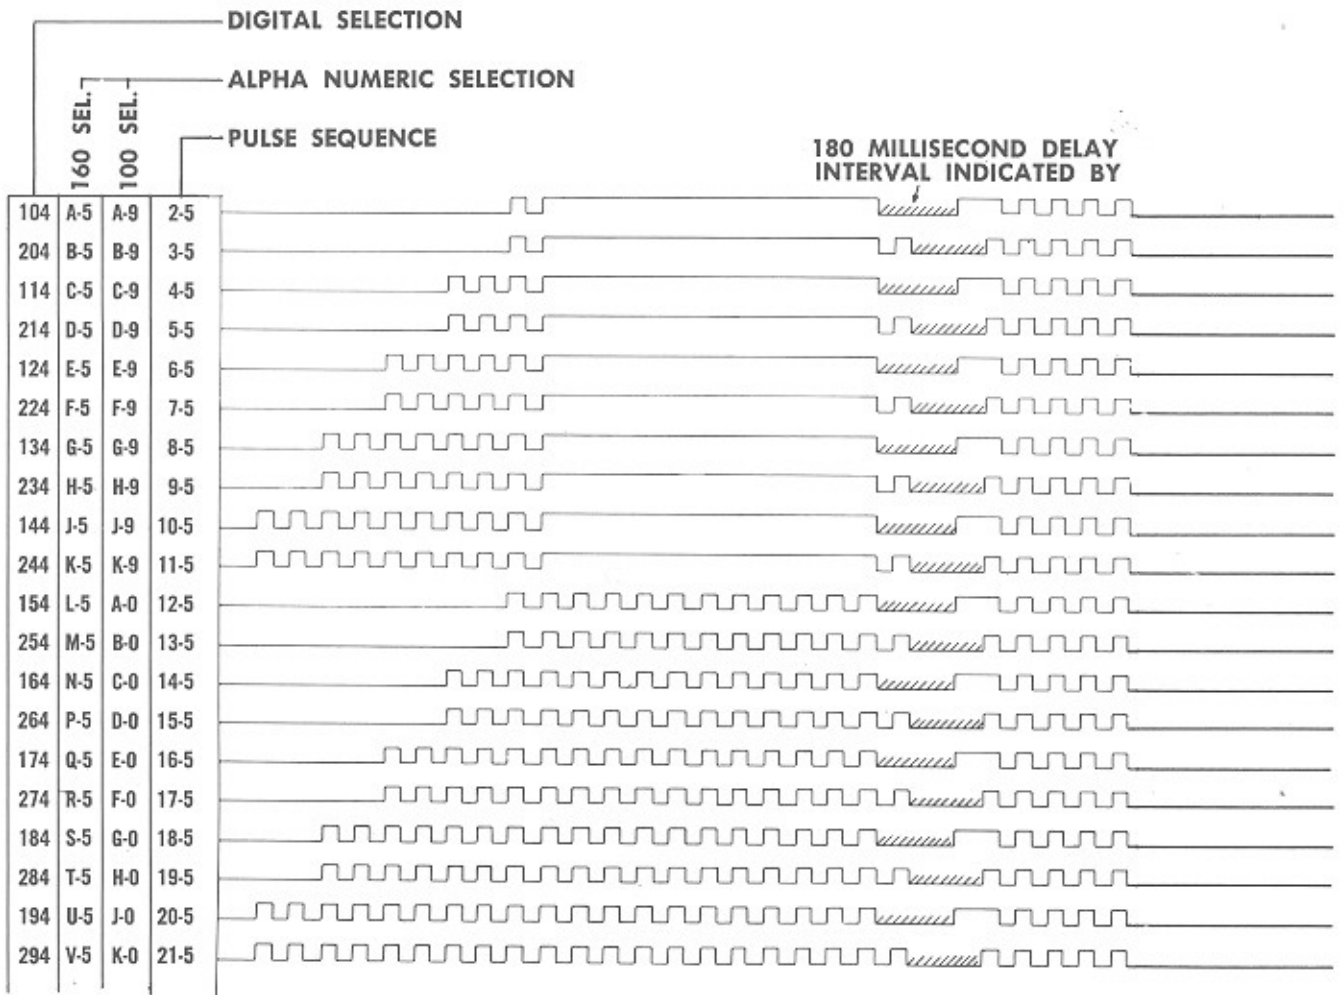 DIGITAL SELECTION
ALPHA NUMERIC SELECTION
160 SEL.
100 SEL.
PULSE SEQUENCE
180 MILLISECOND DELAY
INTERVAL INDICATED BY
104 A-5 A-9 2-5
204 B-5 B-9 3-5
114 C-5 C-9 4-5
214 D-5 D-9 5-5
124 E-5 E-9 6-5
224 F-5 F-9 7-5
134 G-5 G-9 8-5
234 H-5 H-9 9-5
144 J-5 J-9 10-5
244 K-5 K-9 11-5
154 L-5 A-0 12-5
254 M-5 B-0 13-5
164 N-5 C-0 14-5
264 P-5 D-0 15-5
174 Q-5 E-0 16-5
274 R-5 F-0 17-5
184 S-5 G-0 18-5
284 T-5 H-0 19-5
194 U-5 J-0 20-5
294 V-5 K-0 21-5